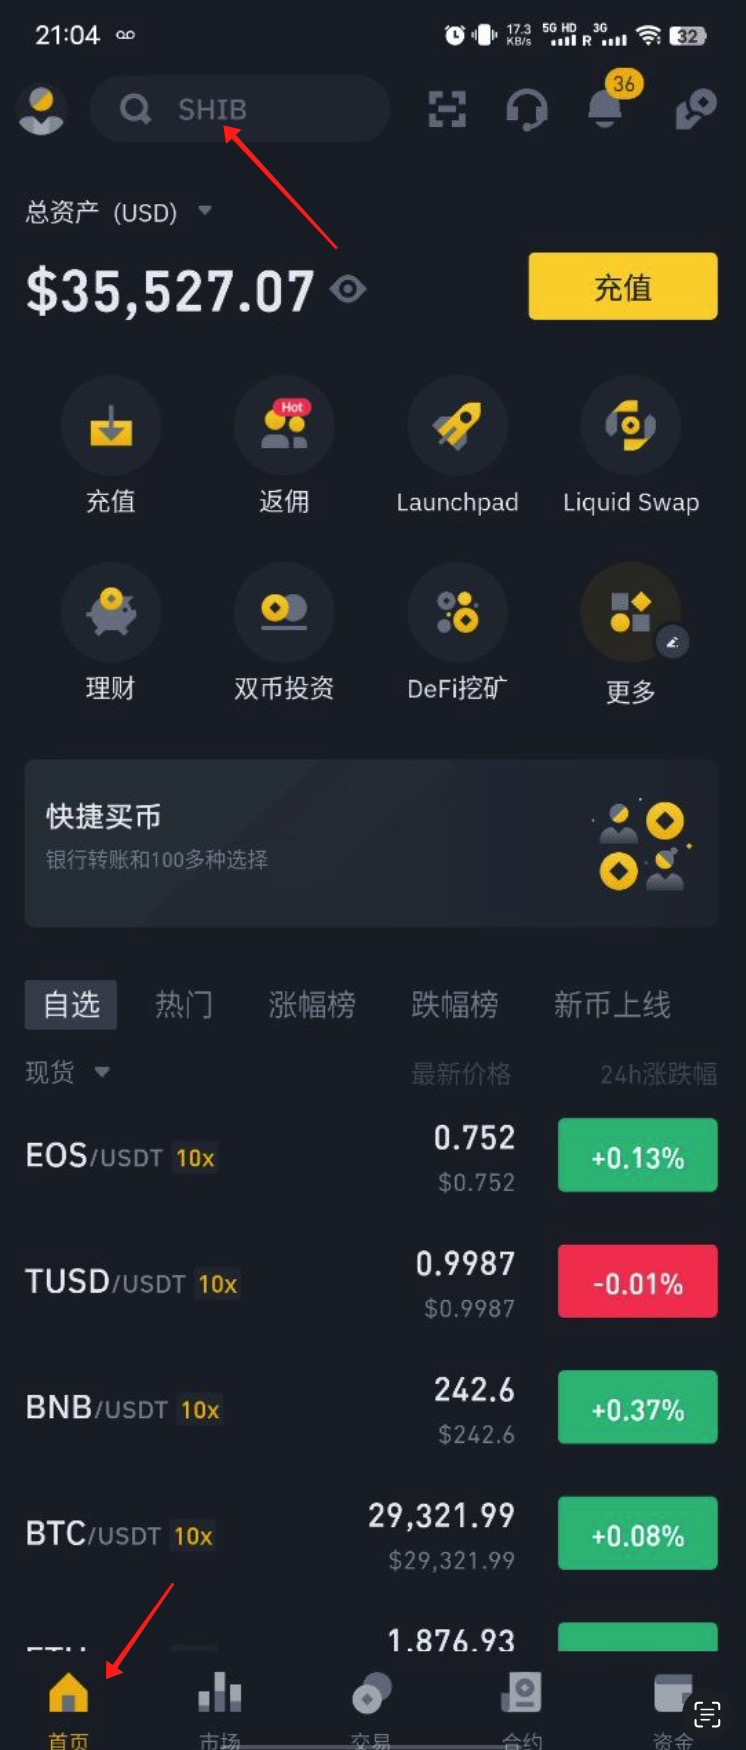 21:04
17.3 KB/s 5G HD R 3G 32
SHIB
36
总资产 (USD)
$35,527.07
充值
Hot
充值 返佣 Launchpad Liquid Swap
理财 双币投资 DeFi挖矿 更多
快捷买币
银行转账和100多种选择
自选 热门 涨幅榜 跌幅榜 新币上线
现货 最新价格 24h涨跌幅
EOS/USDT 10x 0.752 +0.13%
$0.752
TUSD/USDT 10x 0.9987 -0.01%
$0.9987
BNB/USDT 10x 242.6 +0.37%
$242.6
BTC/USDT 10x 29,321.99 +0.08%
$29,321.99
1,876.93
首页 市场 交易 合约 资金